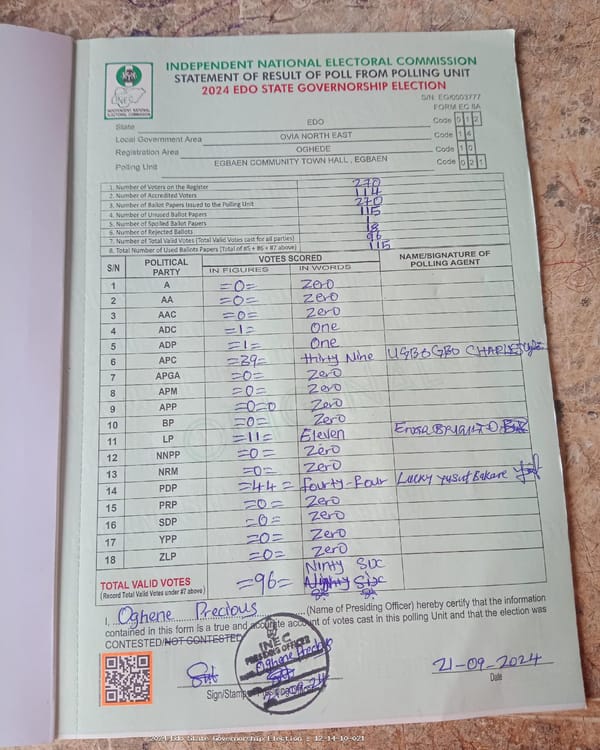 INDEPENDENT NATIONAL ELECTORAL COMMISSION
STATEMENT OF RESULT OF POLL FROM POLLING UNIT
2024 EDO STATE GOVERNORSHIP ELECTION
INEC
INDEPENDENT NATIONAL ELECTORAL COMMISSION
S/N: EG/0003777
FORM EC 8A
State EDO Code 0 1 2
Local Government Area OVIA NORTH EAST Code 1 4
Registration Area OGHEDE Code 1 0
Polling Unit EGBAEN COMMUNITY TOWN HALL , EGBAEN Code 0 2 1
1. Number of Voters on the Register 270
2. Number of Accredited Voters 114
3. Number of Ballot Papers Issued to the Polling Unit 270
4. Number of Unused Ballot Papers 115
5. Number of Spoiled Ballot Papers 1
6. Number of Rejected Ballots 18
7. Number of Total Valid Votes (Total Valid Votes cast for all parties) 96
8. Total Number of Used Ballots Papers (Total of #5 + #6 + #7 above) 115
S/N POLITICAL PARTY VOTES SCORED NAME/SIGNATURE OF POLLING AGENT
IN FIGURES IN WORDS
1 A =0= Zero
2 AA =0= Zero
3 AAC =0= Zero
4 ADC =1= One
5 ADP =1= One
6 APC =39= thirty Nine CHARLES
7 APGA =0= Zero
8 APM =0= Zero
9 APP =0=0 Zero
10 BP =0= Zero
11 LP =11= Eleven
12 NNPP =0= Zero
13 NRM =0= Zero
14 PDP =44= fourty-four Lucky Yusuf Bakare
15 PRP =0= Zero
16 SDP =0= Zero
17 YPP =0= Zero
18 ZLP =0= Zero
Ninty Six
TOTAL VALID VOTES =96= Ninty Six
(Record Total Valid Votes under #7 above)
I, Oghene Precious (Name of Presiding Officer) hereby certify that the information
contained in this form is a true and accurate account of votes cast in this polling Unit and that the election was
CONTESTED/NOT CONTESTED
INEC
PRESIDING OFFICER
Oghene Precious
21-09-24
21-09-2024
Sign/Stamp Date
2024 Edo State Governorship Election : 12-14-10-021